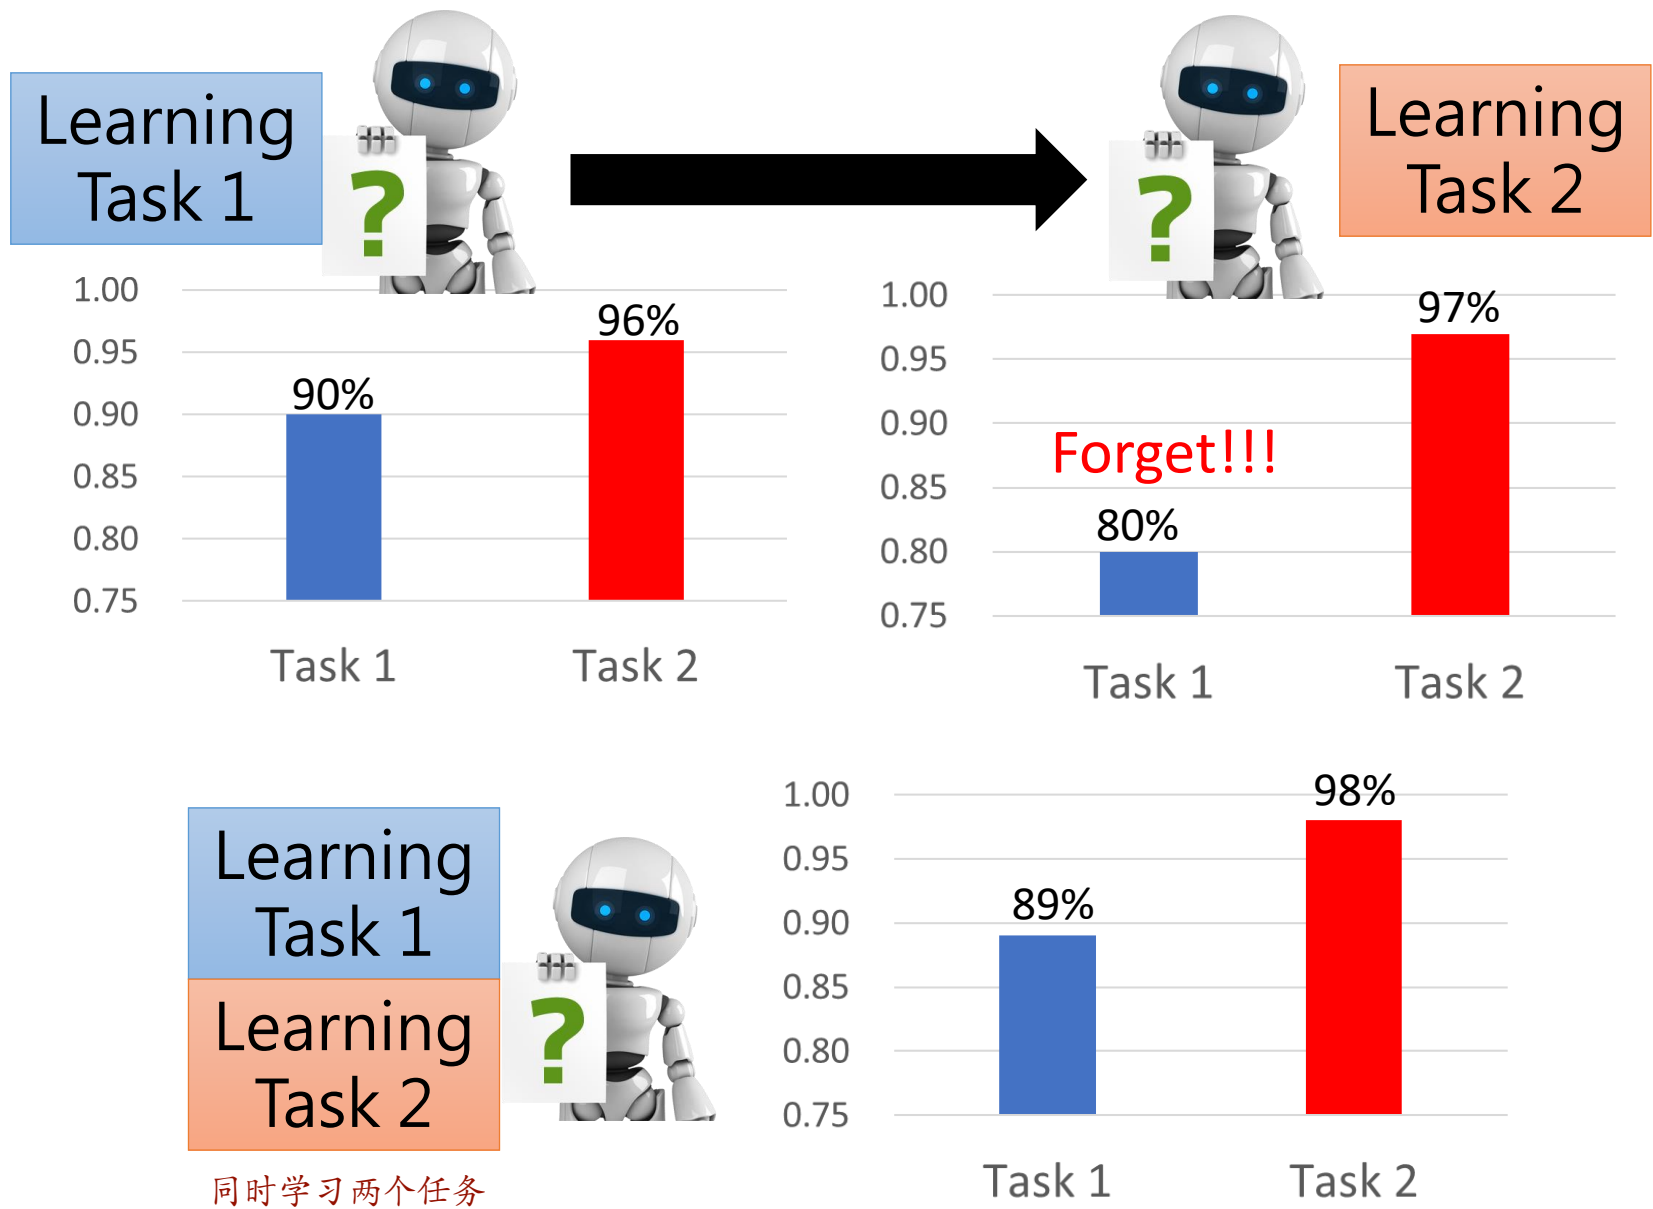 Learning
Task 1
?
?
Learning
Task 2
1.00
0.95
0.90
0.85
0.80
0.75
90%
96%
Task 1
Task 2
1.00
0.95
0.90
0.85
0.80
0.75
97%
Forget!!!
80%
Task 1
Task 2
Learning
Task 1
Learning
Task 2
?
同时学习两个任务
1.00
0.95
0.90
0.85
0.80
0.75
98%
89%
Task 1
Task 2